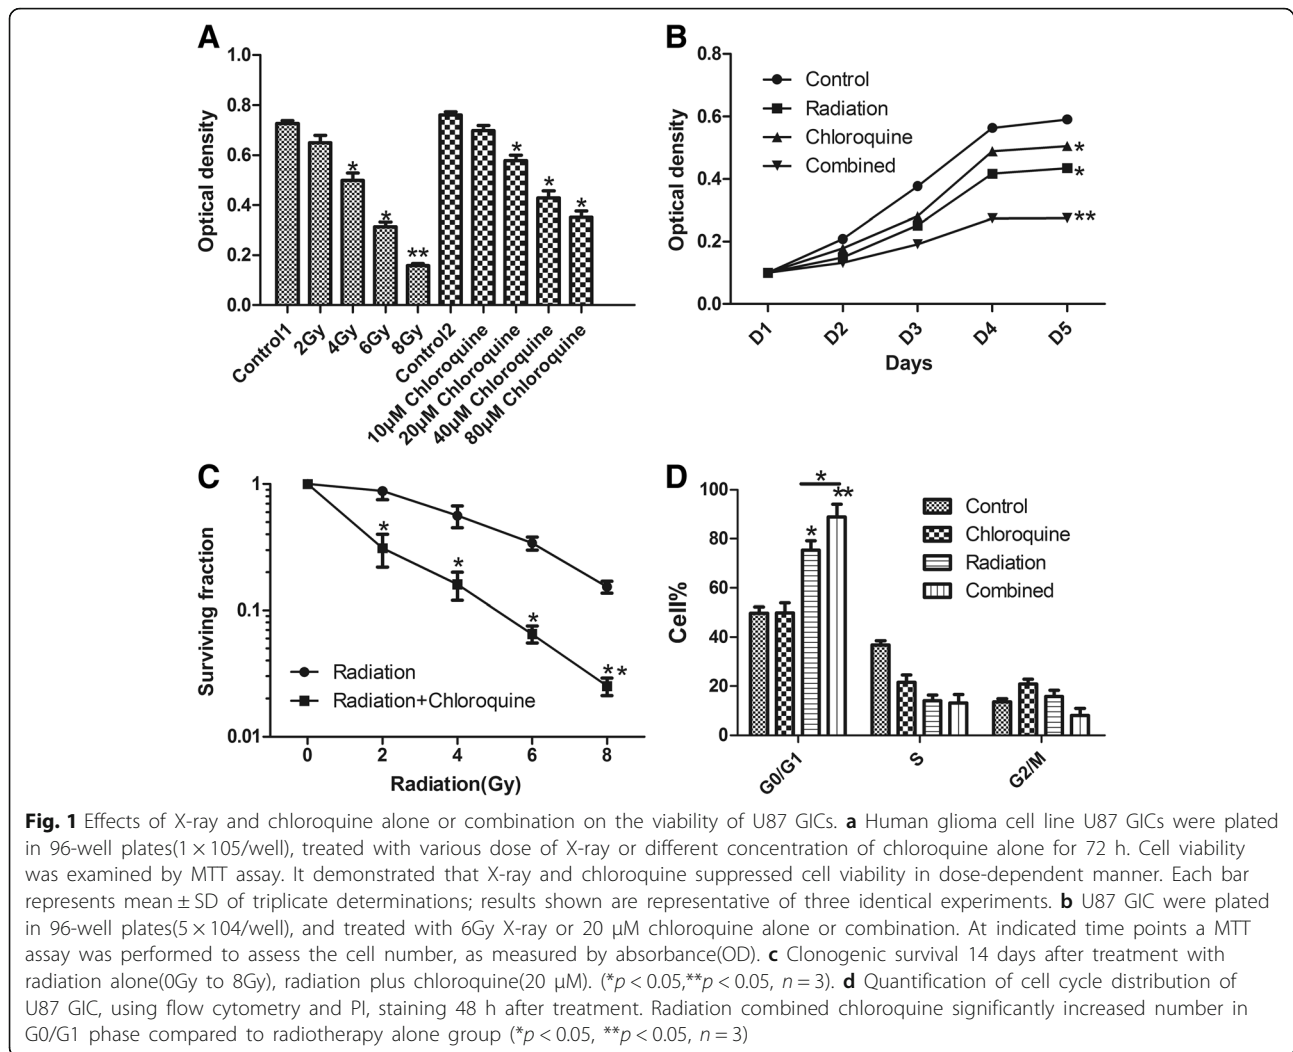 A
1.0
0.8
0.6
0.4
0.2
0.0
Optical density
*
*
**
*
*
*
Control1
2Gy
4Gy
6Gy
8Gy
Control2
10µM Chloroquine
20µM Chloroquine
40µM Chloroquine
80µM Chloroquine
B
0.8
0.6
0.4
0.2
0.0
Optical density
Control
Radiation
Chloroquine
Combined
*
*
**
D1
D2
D3
D4
D5
Days
C
1
0.1
0.01
Surviving fraction
*
*
*
**
Radiation
Radiation+Chloroquine
0 2 4 6 8
Radiation(Gy)
D
100
80
60
40
20
0
Cell%
*
**
*
Control
Chloroquine
Radiation
Combined
G0/G1
S
G2/M
Fig. 1 Effects of X-ray and chloroquine alone or combination on the viability of U87 GICs. a Human glioma cell line U87 GICs were plated
in 96-well plates(1 × 105/well), treated with various dose of X-ray or different concentration of chloroquine alone for 72 h. Cell viability
was examined by MTT assay. It demonstrated that X-ray and chloroquine suppressed cell viability in dose-dependent manner. Each bar
represents mean ± SD of triplicate determinations; results shown are representative of three identical experiments. b U87 GIC were plated
in 96-well plates(5 × 104/well), and treated with 6Gy X-ray or 20 µM chloroquine alone or combination. At indicated time points a MTT
assay was performed to assess the cell number, as measured by absorbance(OD). c Clonogenic survival 14 days after treatment with
radiation alone(0Gy to 8Gy), radiation plus chloroquine(20 µM). (*p < 0.05,**p < 0.05, n = 3). d Quantification of cell cycle distribution of
U87 GIC, using flow cytometry and PI, staining 48 h after treatment. Radiation combined chloroquine significantly increased number in
G0/G1 phase compared to radiotherapy alone group (*p < 0.05, **p < 0.05, n = 3)